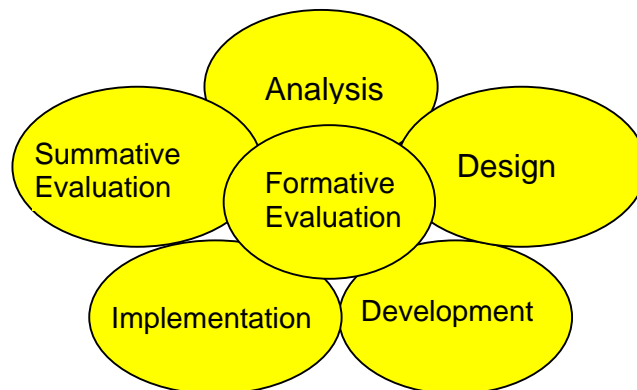 Analysis
Summative
Evaluation
Formative
Evaluation
Design
Implementation
Development